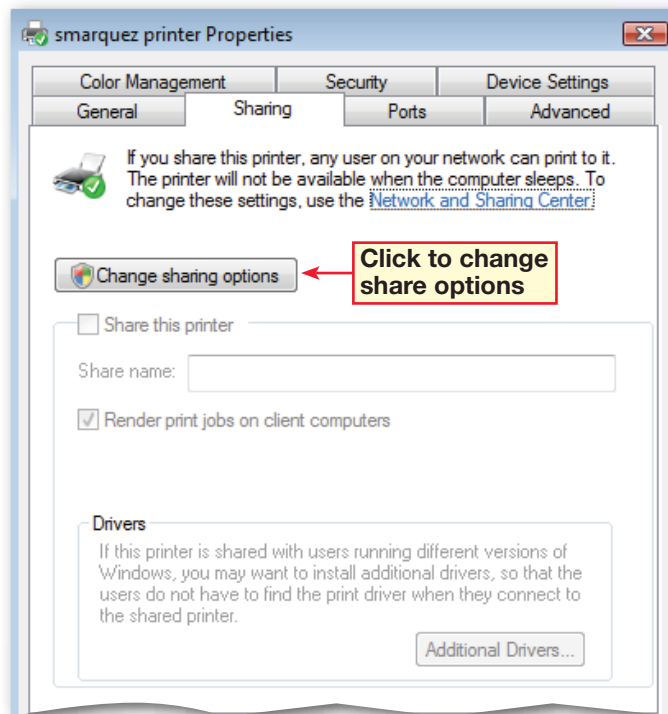 smarquez printer Properties
Color Management Security Device Settings
General Sharing Ports Advanced
If you share this printer, any user on your network can print to it.
The printer will not be available when the computer sleeps. To
change these settings, use the Network and Sharing Center.
Change sharing options
Click to change
share options
Share this printer
Share name:
Render print jobs on client computers
Drivers
If this printer is shared with users running different versions of
Windows, you may want to install additional drivers, so that the
users do not have to find the print driver when they connect to
the shared printer.
Additional Drivers...